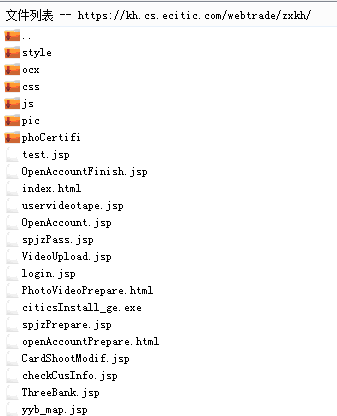 文件列表 -- https://kh.cs.ecitic.com/webtrade/zxkh/
..
style
ocx
css
js
pic
phoCertifi
test.jsp
OpenAccountFinish.jsp
index.html
uservideotape.jsp
OpenAccount.jsp
spjzPass.jsp
VideoUpload.jsp
login.jsp
PhotoVideoPrepare.html
citicsInstall_ge.exe
spjzPrepare.jsp
openAccountPrepare.html
CardShootModif.jsp
checkCusInfo.jsp
ThreeBank.jsp
yyb_map.jsp